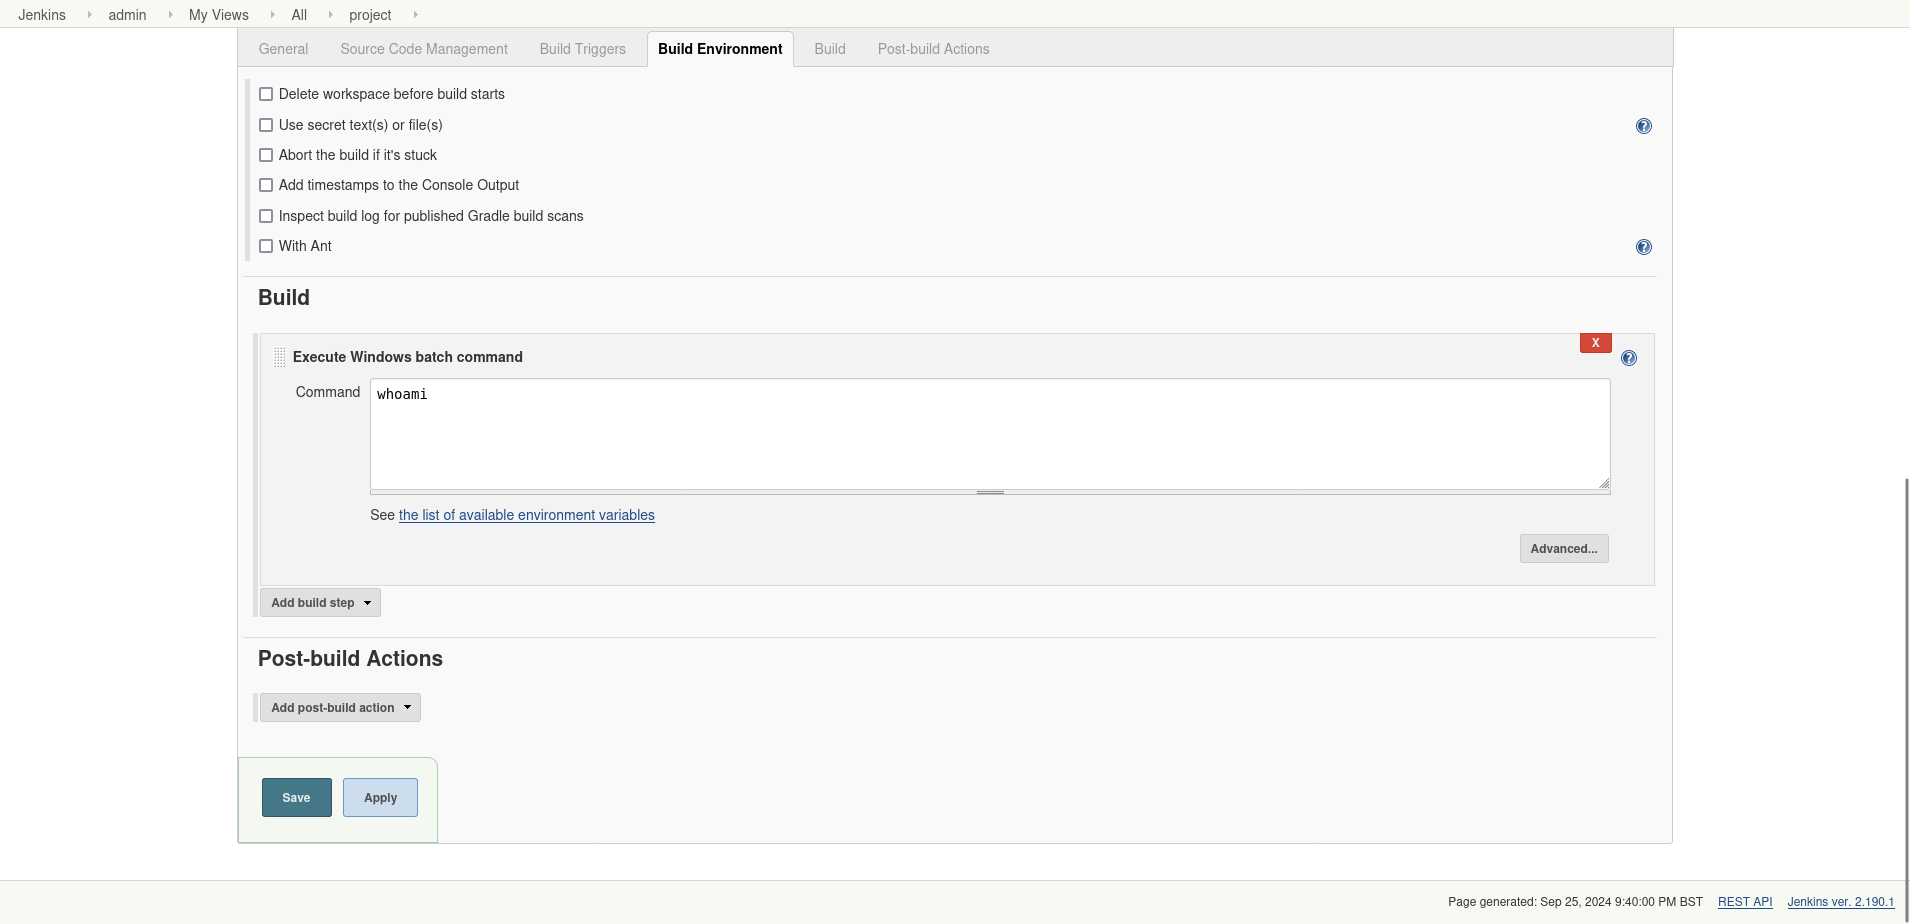 Jenkins admin My Views All project
General Source Code Management Build Triggers Build Environment Build Post-build Actions
Delete workspace before build starts
Use secret text(s) or file(s)
Abort the build if it's stuck
Add timestamps to the Console Output
Inspect build log for published Gradle build scans
With Ant
Build
X
Execute Windows batch command
Command whoami
See the list of available environment variables
Advanced...
Add build step
Post-build Actions
Add post-build action
Save Apply
Page generated: Sep 25, 2024 9:40:00 PM BST REST API Jenkins ver. 2.190.1